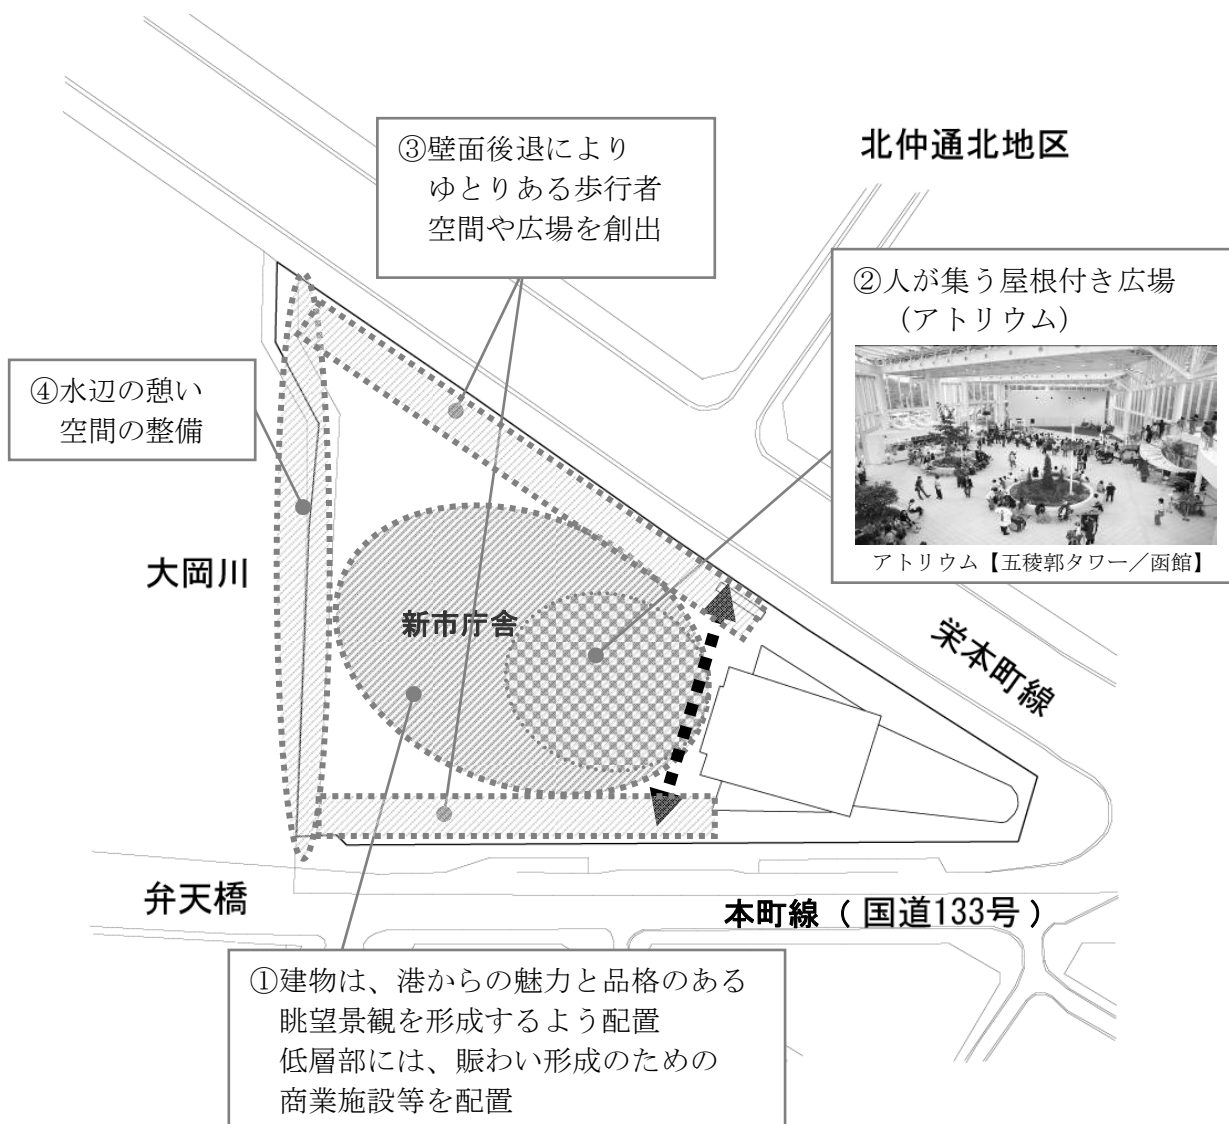 北仲通北地区
③壁面後退により
ゆとりある歩行者
空間や広場を創出
②人が集う屋根付き広場
（アトリウム）
アトリウム【五稜郭タワー／函館】
④水辺の憩い
空間の整備
大岡川
新市庁舎
栄本町線
弁天橋
本町線（国道133号）
①建物は、港からの魅力と品格のある
眺望景観を形成するよう配置
低層部には、賑わい形成のための
商業施設等を配置